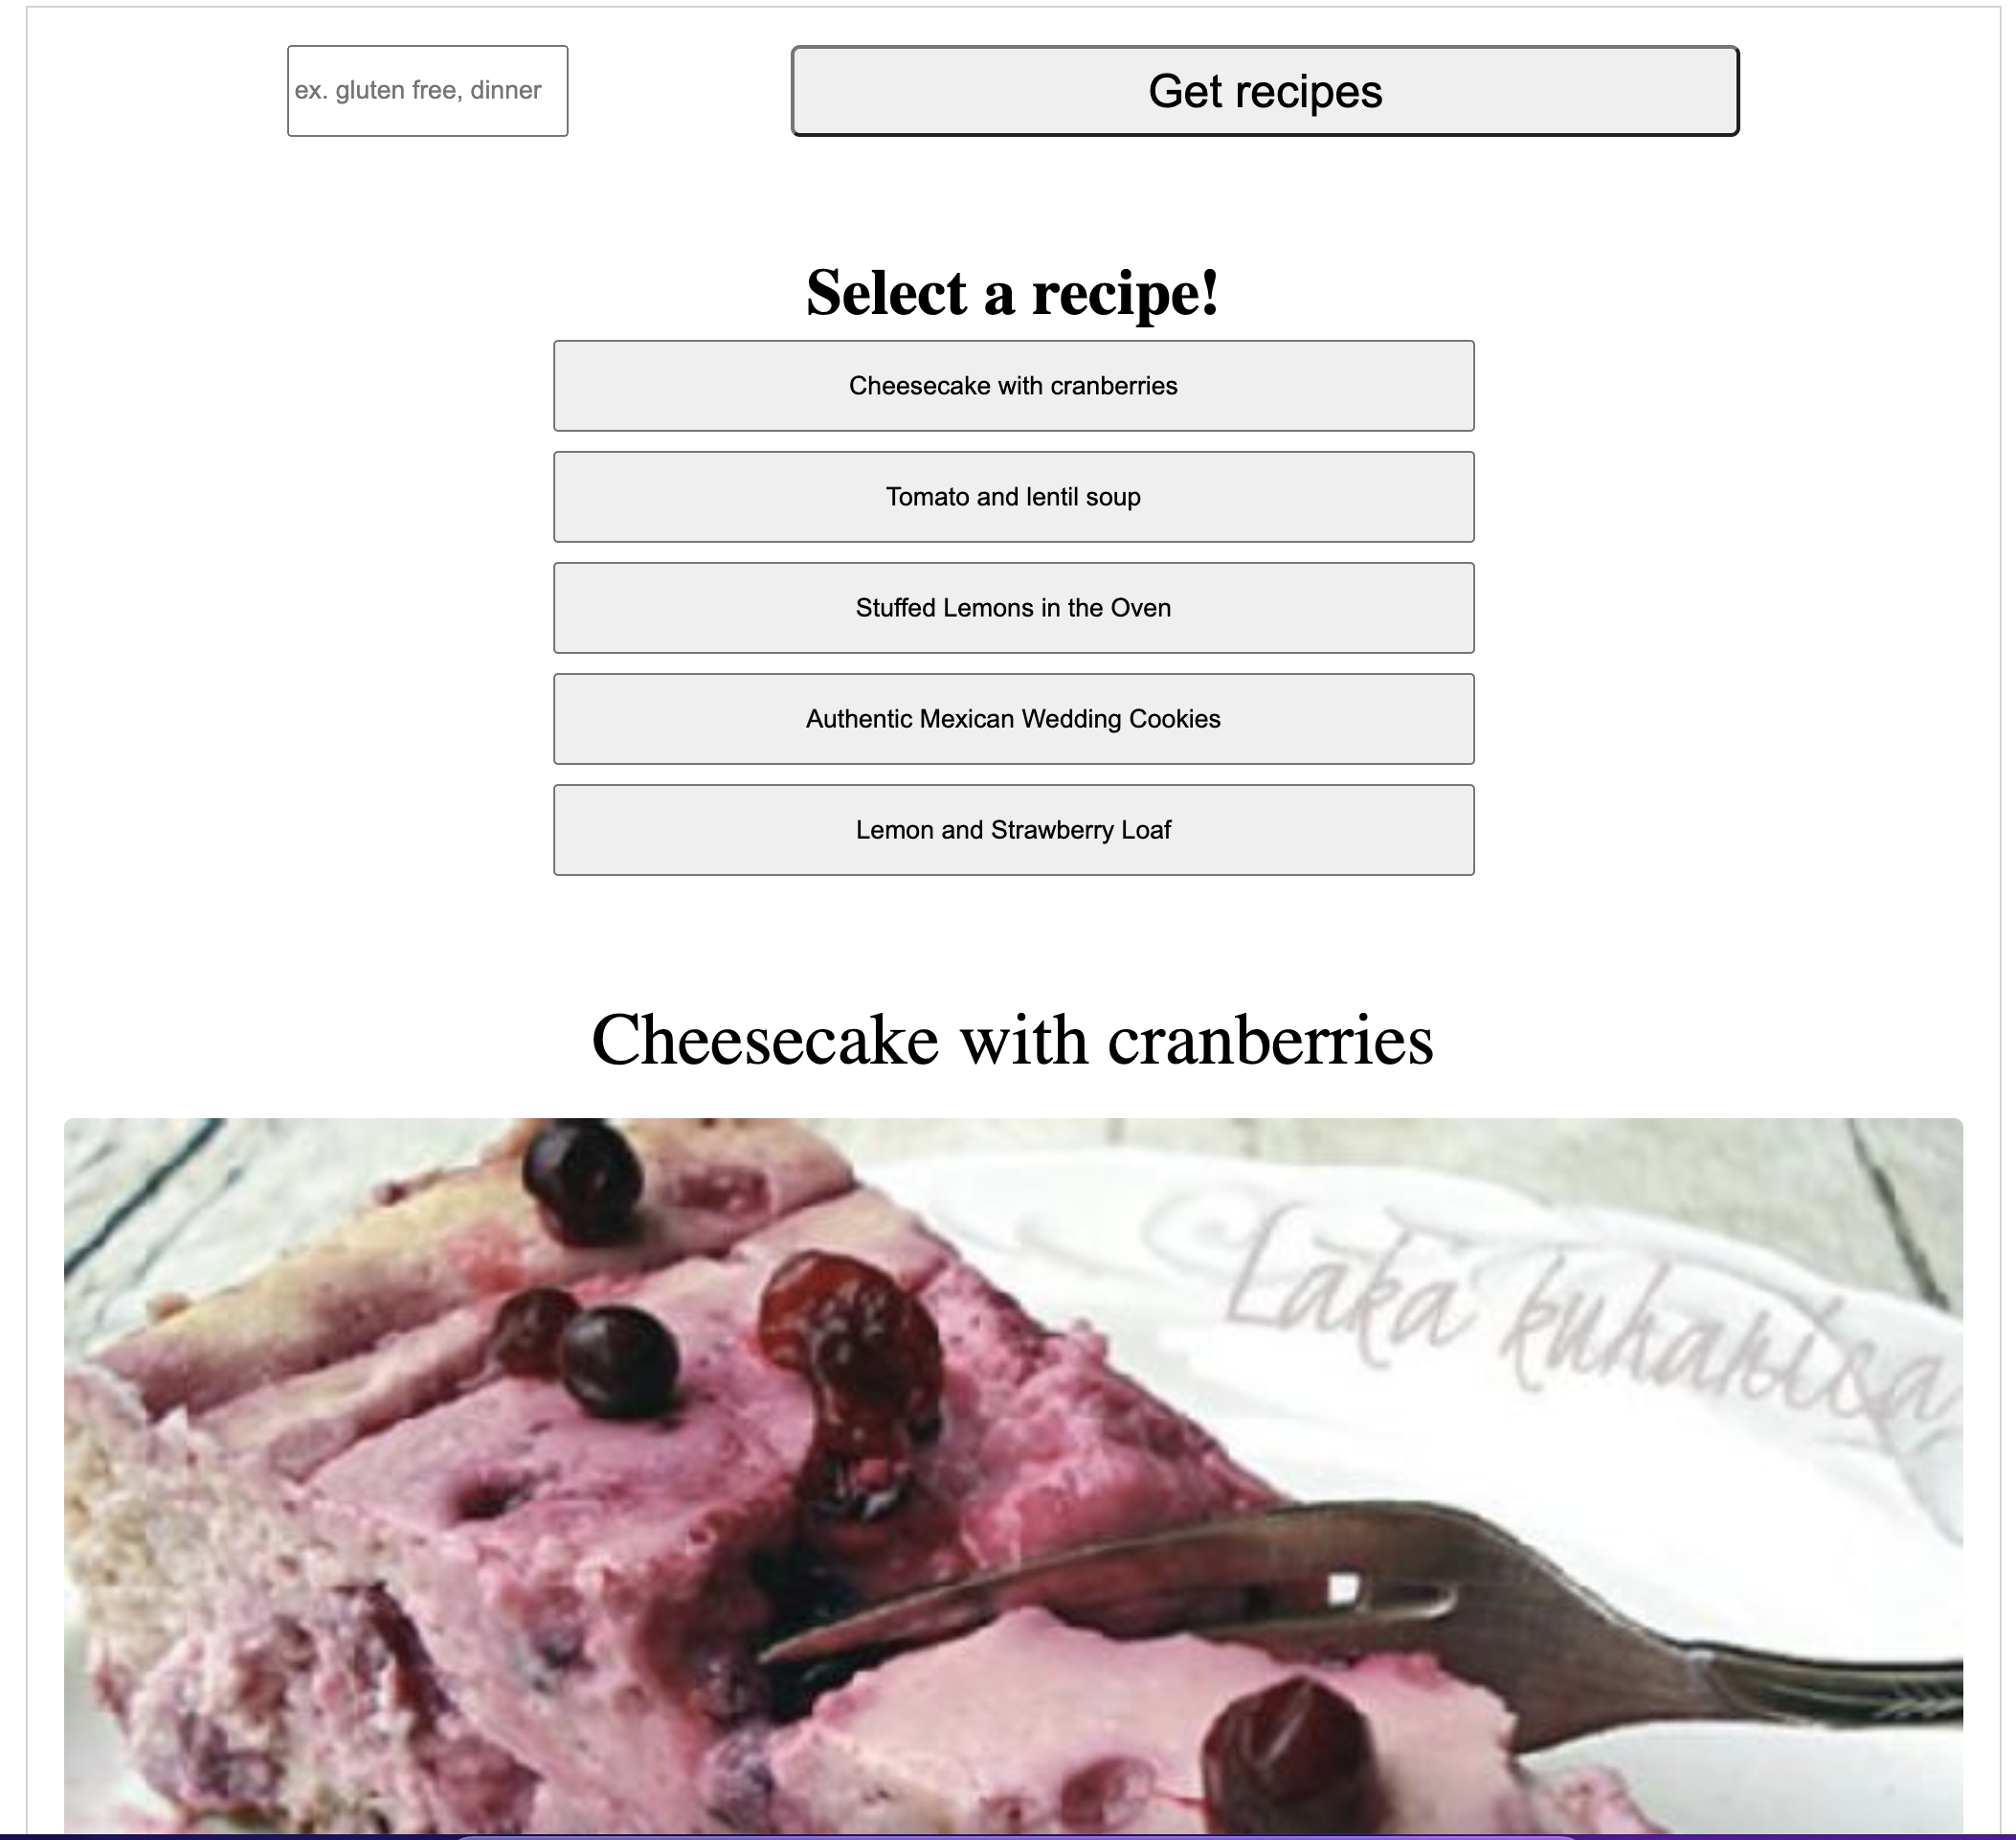 ex. gluten free, dinner
Get recipes
Select a recipe!
Cheesecake with cranberries
Tomato and lentil soup
Stuffed Lemons in the Oven
Authentic Mexican Wedding Cookies
Lemon and Strawberry Loaf
Cheesecake with cranberries
Laka kuharica